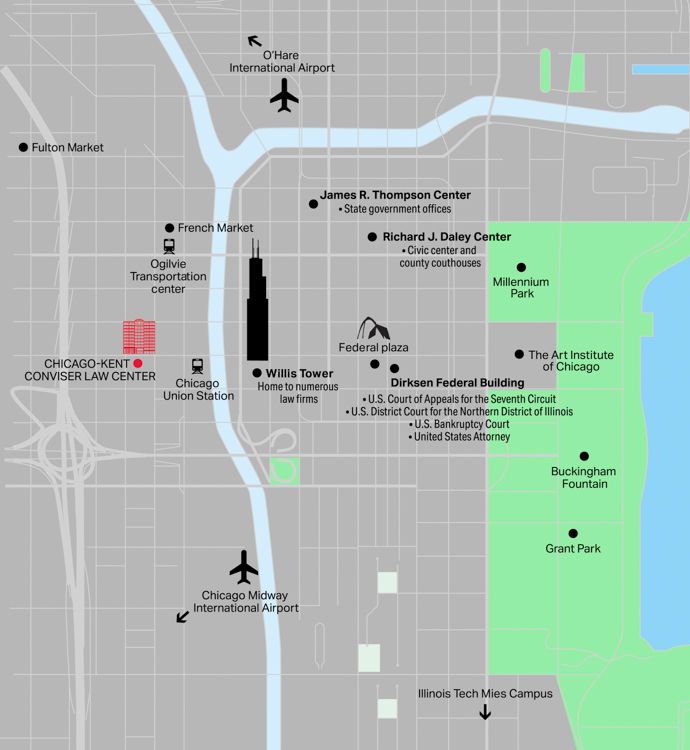 O'Hare
International Airport
Fulton Market
James R. Thompson Center
• State government offices
French Market
Richard J. Daley Center
• Civic center and
county couthouses
Ogilvie
Transportation
center
Millennium
Park
Federal plaza
The Art Institute
of Chicago
CHICAGO-KENT
CONVISER LAW CENTER
Chicago
Union Station
Willis Tower
Home to numerous
law firms
Dirksen Federal Building
• U.S. Court of Appeals for the Seventh Circuit
• U.S. District Court for the Northern District of Illinois
• U.S. Bankruptcy Court
• United States Attorney
Buckingham
Fountain
Grant Park
Chicago Midway
International Airport
Illinois Tech Mies Campus